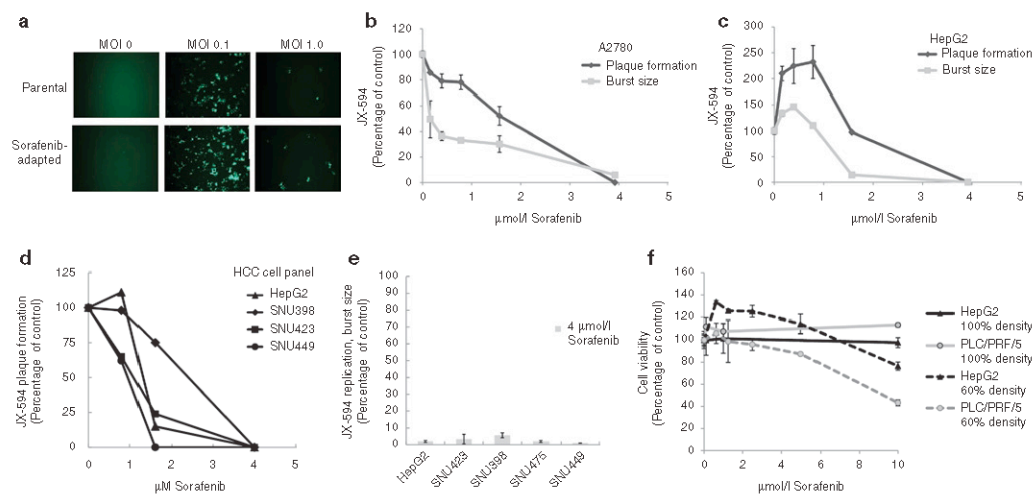 a
MOI 0 MOI 0.1 MOI 1.0
Parental
Sorafenib-
adapted
b
JX-594
(Percentage of control)
120
100
80
60
40
20
0
A2780
Plaque formation
Burst size
0 1 2 3 4 5
µmol/l Sorafenib
c
JX-594
(Percentage of control)
300
250
200
150
100
50
0
HepG2
Plaque formation
Burst size
0 1 2 3 4 5
µmol/l Sorafenib
d
JX-594 plaque formation
(Percentage of control)
125
100
75
50
25
0
HCC cell panel
HepG2
SNU398
SNU423
SNU449
0 1 2 3 4 5
µM Sorafenib
e
JX-594 replication, burst size
(Percentage of control)
100
90
80
70
60
50
40
30
20
10
0
4 µmol/l
Sorafenib
HepG2 SNU423 SNU398 SNU475 SNU449
f
Cell viability
(Percentage of control)
160
140
120
100
80
60
40
20
0
HepG2
100% density
PLC/PRF/5
100% density
HepG2
60% density
PLC/PRF/5
60% density
0 2 4 6 8 10
µmol/l Sorafenib